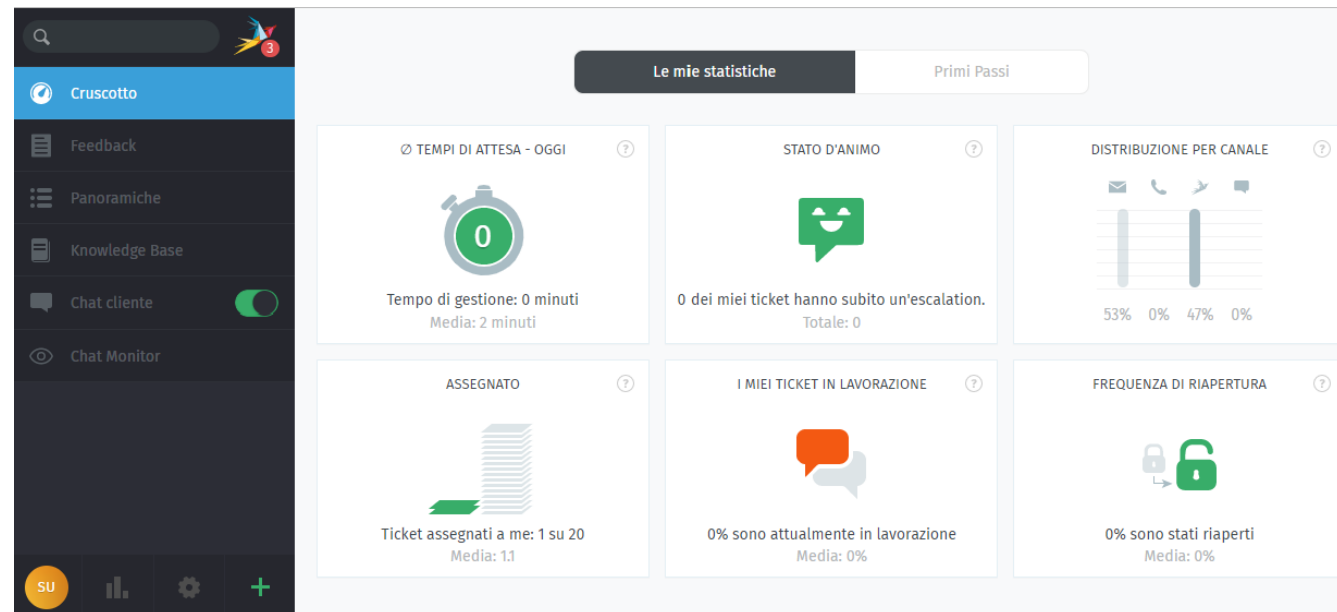 3
Cruscotto
Feedback
Panoramiche
Knowledge Base
Chat cliente
Chat Monitor
SU
Le mie statistiche
Primi Passi
∅ TEMPI DI ATTESA - OGGI
?
0
Tempo di gestione: 0 minuti
Media: 2 minuti
STATO D'ANIMO
?
0 dei miei ticket hanno subito un'escalation.
Totale: 0
DISTRIBUZIONE PER CANALE
?
53% 0% 47% 0%
ASSEGNATO
?
Ticket assegnati a me: 1 su 20
Media: 1.1
I MIEI TICKET IN LAVORAZIONE
?
0% sono attualmente in lavorazione
Media: 0%
FREQUENZA DI RIAPERTURA
?
0% sono stati riaperti
Media: 0%